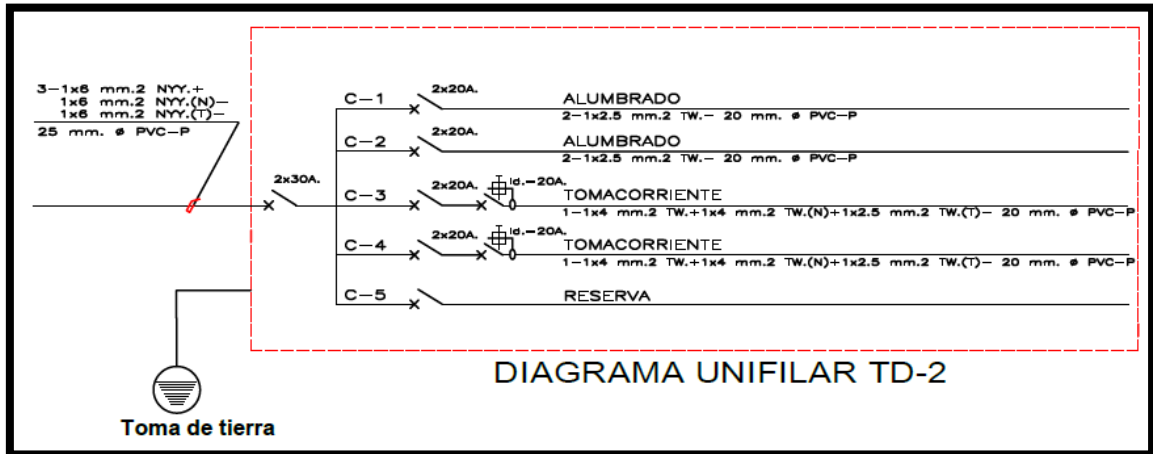 3-1x6 mm.2 NYY.+
1x6 mm.2 NYY.(N)-
1x6 mm.2 NYY.(T)-
25 mm. ø PVC-P
2x30A.
C-1
2x20A.
ALUMBRADO
2-1x2.5 mm.2 TW.- 20 mm. ø PVC-P
C-2
2x20A.
ALUMBRADO
2-1x2.5 mm.2 TW.- 20 mm. ø PVC-P
C-3
2x20A.
Id.-20A.
TOMACORRIENTE
1-1x4 mm.2 TW.+1x4 mm.2 TW.(N)+1x2.5 mm.2 TW.(T)- 20 mm. ø PVC-P
C-4
2x20A.
Id.-20A.
TOMACORRIENTE
1-1x4 mm.2 TW.+1x4 mm.2 TW.(N)+1x2.5 mm.2 TW.(T)- 20 mm. ø PVC-P
C-5
RESERVA
DIAGRAMA UNIFILAR TD-2
Toma de tierra